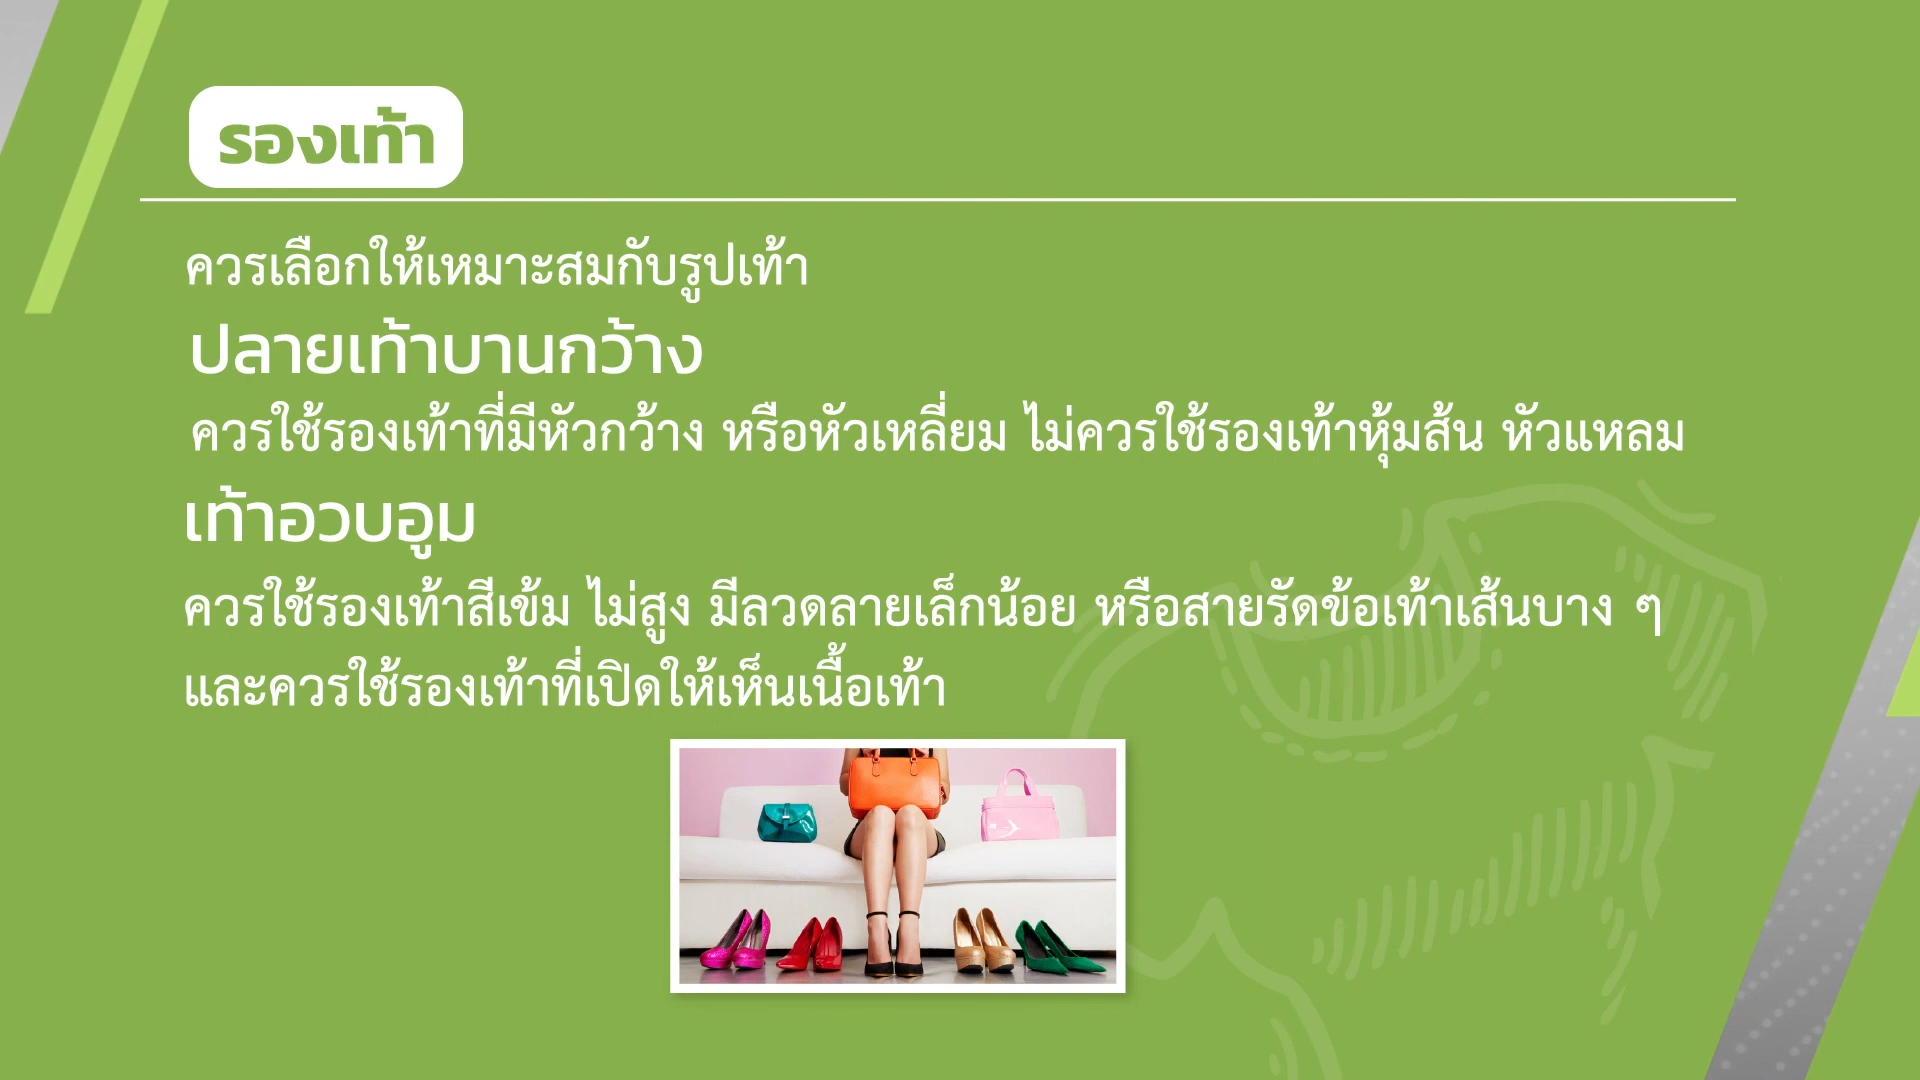 รองเท้า
ควรเลือกให้เหมาะสมกับรูปเท้า
ปลายเท้าบานกว้าง
ควรใช้รองเท้าที่มีหัวกว้าง หรือหัวเหลี่ยม ไม่ควรใช้รองเท้าหุ้มส้น หัวแหลม
เท้าอวบอูม
ควรใช้รองเท้าสีเข้ม ไม่สูง มีลวดลายเล็กน้อย หรือสายรัดข้อเท้าเส้นบาง ๆ
และควรใช้รองเท้าที่เปิดให้เห็นเนื้อเท้า